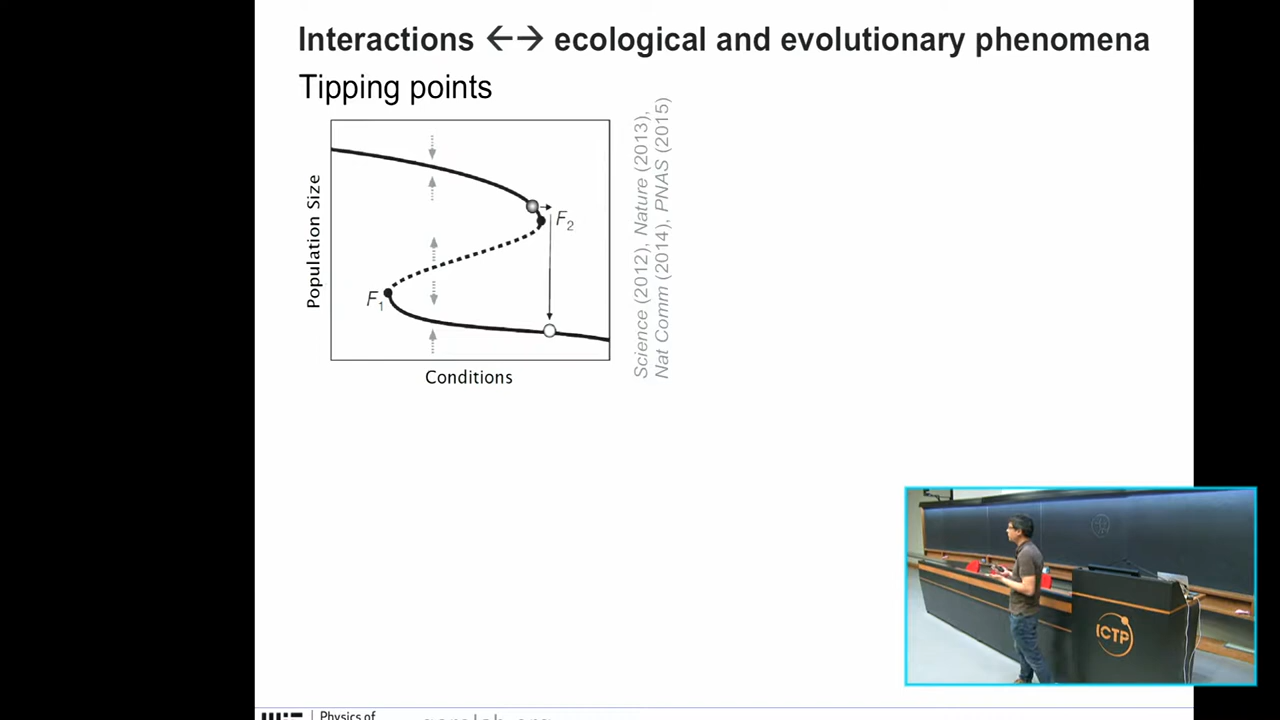 Interactions ←→ ecological and evolutionary phenomena
Tipping points
Population Size
F2
F1
Conditions
Science (2012), Nature (2013),
Nat Comm (2014), PNAS (2015)
ICTP
Physics of